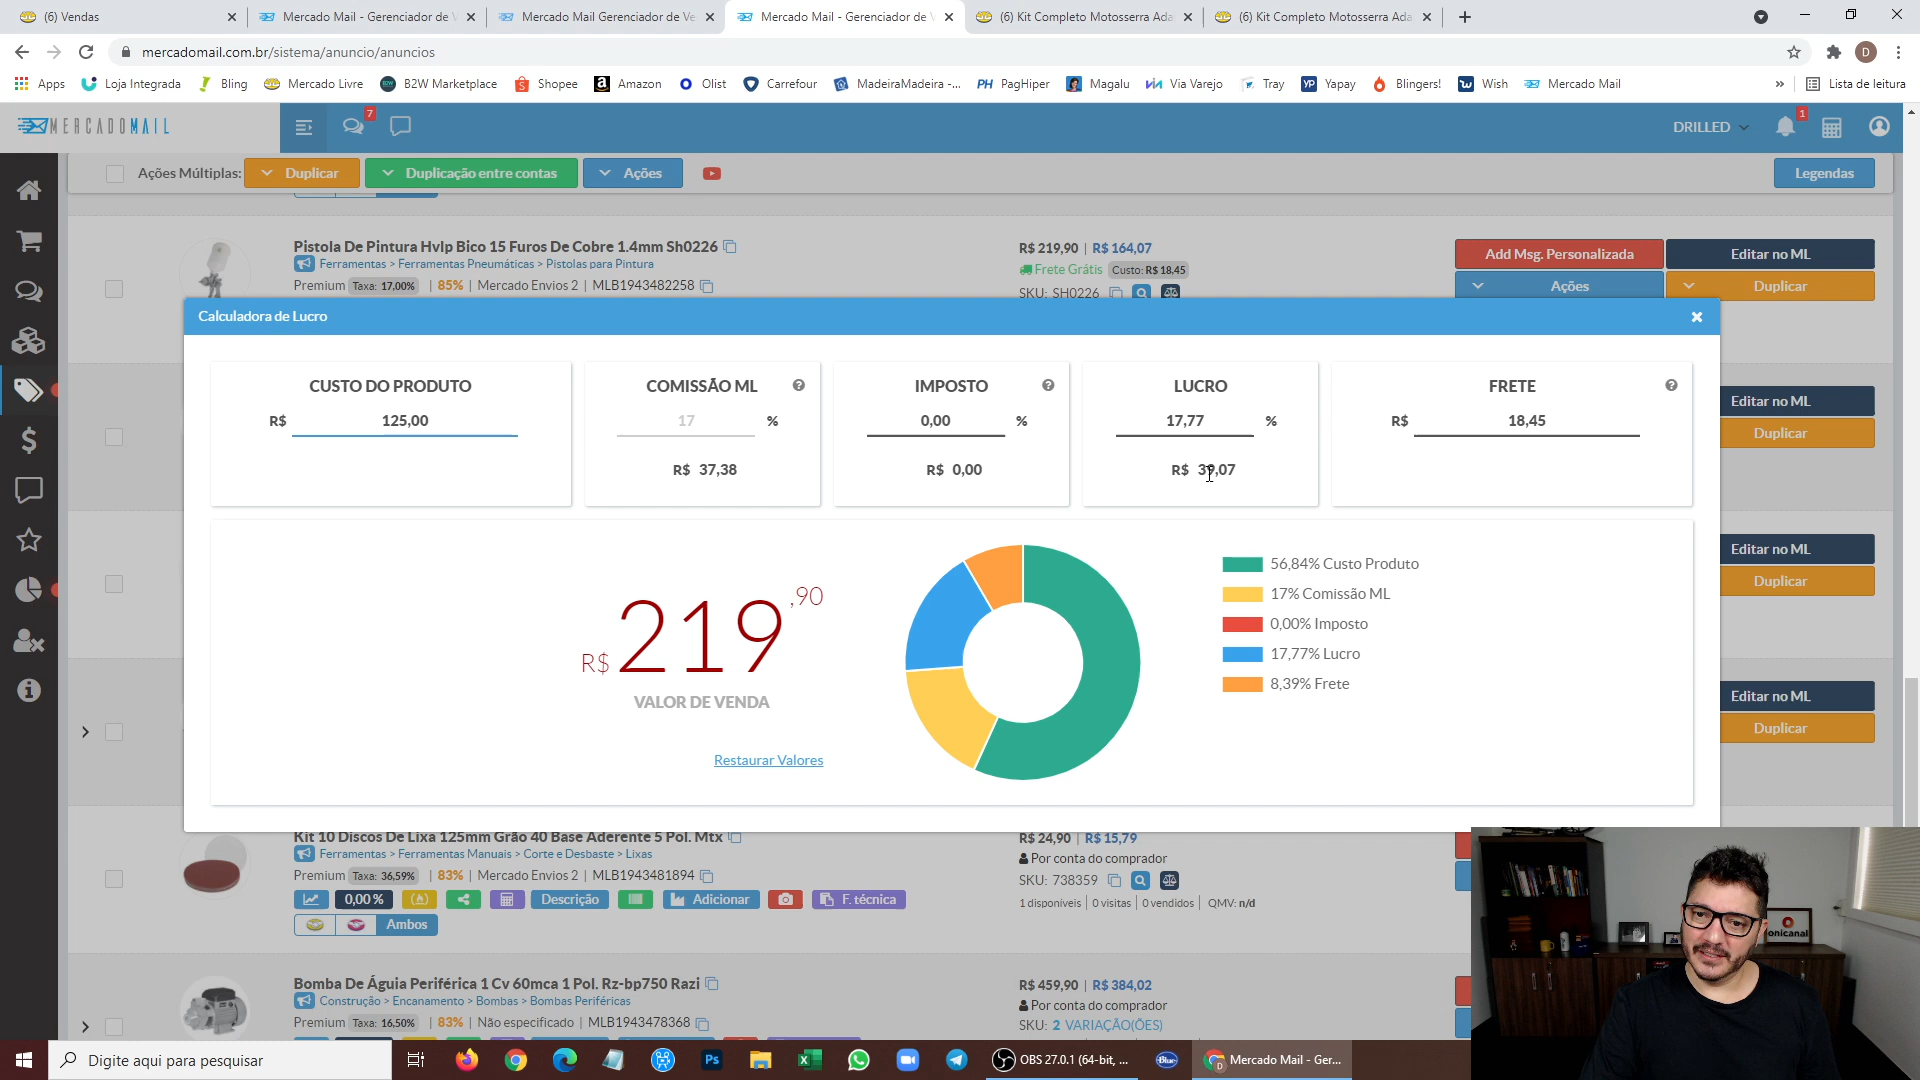 (6) Vendas
Mercado Mail - Gerenciador de V
Mercado Mail Gerenciador de Ve
Mercado Mail - Gerenciador de V
(6) Kit Completo Motosserra Ada
(6) Kit Completo Motosserra Ada
mercadomail.com.br/sistema/anuncio/anuncios
D
Apps
Loja Integrada
Bling
Mercado Livre
B2W Marketplace
Shopee
Amazon
Olist
Carrefour
MadeiraMadeira -...
PH PagHiper
Magalu
Via Varejo
Tray
YP Yapay
Blingers!
Wish
Mercado Mail
»
Lista de leitura
MERCADOMAIL
7
DRILLED
1
Ações Múltiplas:
Duplicar
Duplicação entre contas
Ações
Legendas
Pistola De Pintura Hvlp Bico 15 Furos De Cobre 1.4mm Sh0226
Ferramentas > Ferramentas Pneumáticas > Pistolas para Pintura
Premium Taxa: 17,00% | 85% | Mercado Envios 2 | MLB1943482258
R$ 219,90 | R$ 164,07
Frete Grátis Custo: R$ 18,45
SKU: SH0226
Add Msg. Personalizada
Editar no ML
Ações
Duplicar
Calculadora de Lucro
CUSTO DO PRODUTO
R$ 125,00
COMISSÃO ML
17 %
R$ 37,38
IMPOSTO
0,00 %
R$ 0,00
LUCRO
17,77 %
R$ 39,07
FRETE
R$ 18,45
R$ 219,90
VALOR DE VENDA
Restaurar Valores
56,84% Custo Produto
17% Comissão ML
0,00% Imposto
17,77% Lucro
8,39% Frete
Editar no ML
Duplicar
Editar no ML
Duplicar
Editar no ML
Duplicar
Kit 10 Discos De Lixa 125mm Grão 40 Base Aderente 5 Pol. Mtx
Ferramentas > Ferramentas Manuais > Corte e Desbaste > Lixas
Premium Taxa: 36,59% | 83% | Mercado Envios 2 | MLB1943481894
0,00 %
Descrição
Adicionar
F. técnica
Ambos
R$ 24,90 | R$ 15,79
Por conta do comprador
SKU: 738359
1 disponíveis | 0 visitas | 0 vendidos | QMV: n/d
Bomba De Água Periférica 1 Cv 60mca 1 Pol. Rz-bp750 Razi
Construção > Encanamento > Bombas > Bombas Periféricas
Premium Taxa: 16,50% | 83% | Não especificado | MLB1943478368
R$ 459,90 | R$ 384,02
Por conta do comprador
SKU: 2 VARIAÇÃO(ÕES)
onicanal
Digite aqui para pesquisar
Ps
OBS 27.0.1 (64-bit, ...
Blue
Mercado Mail - Ger...